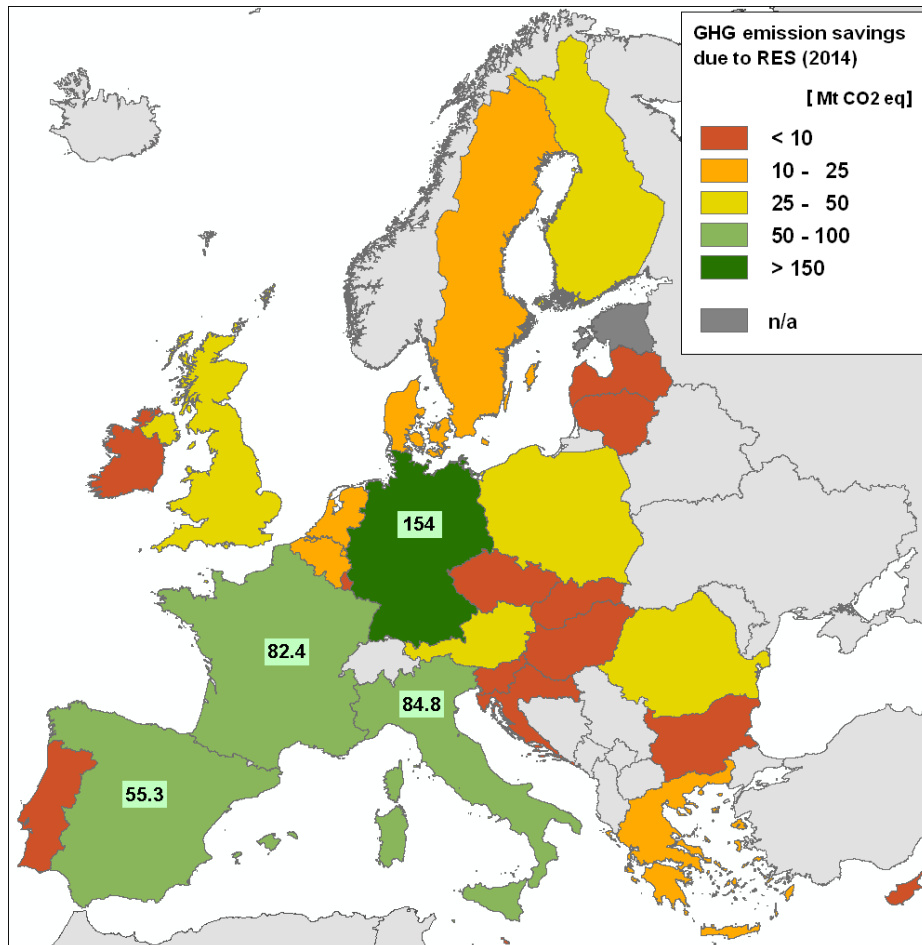 GHG emission savings
due to RES (2014)
[ Mt CO2 eq]
< 10
10 - 25
25 - 50
50 - 100
> 150
n/a
154
82.4
84.8
55.3